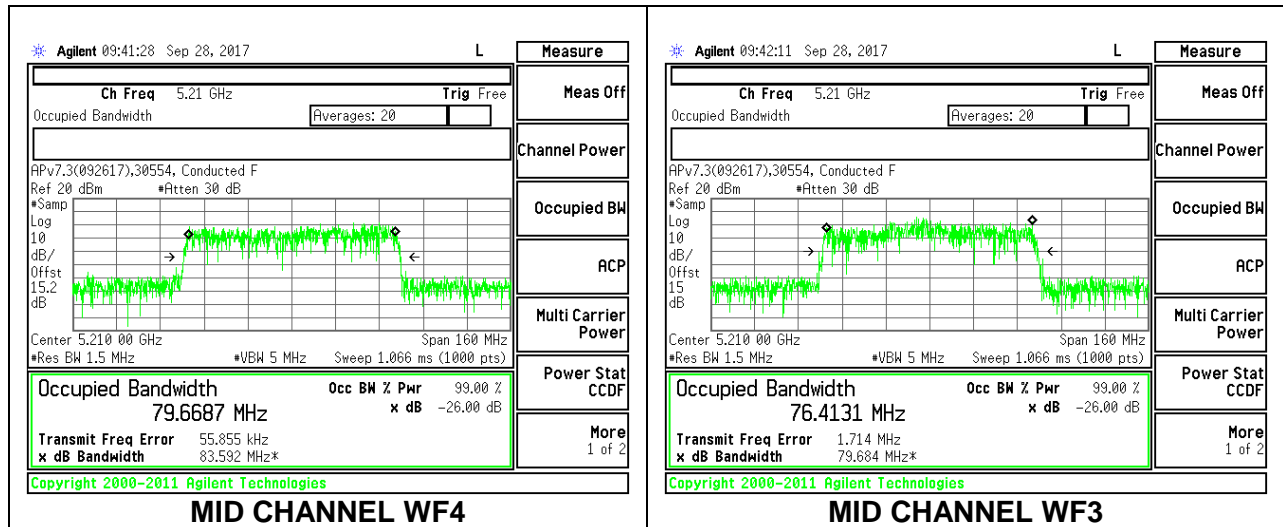 Agilent 09:41:28 Sep 28, 2017 L
Measure
Ch Freq 5.21 GHz Trig Free
Occupied Bandwidth Averages: 20
APv7.3(092617),30554, Conducted F
Ref 20 dBm #Atten 30 dB
#Samp
Log
10
dB/
Offst
15.2
dB
Center 5.210 00 GHz Span 160 MHz
#Res BW 1.5 MHz #VBW 5 MHz Sweep 1.066 ms (1000 pts)
Occupied Bandwidth Occ BW % Pwr 99.00 %
79.6687 MHz x dB -26.00 dB
Transmit Freq Error 55.855 kHz
x dB Bandwidth 83.592 MHz*
Meas Off
Channel Power
Occupied BW
ACP
Multi Carrier
Power
Power Stat
CCDF
More
1 of 2
Copyright 2000-2011 Agilent Technologies
MID CHANNEL WF4
Agilent 09:42:11 Sep 28, 2017 L
Measure
Ch Freq 5.21 GHz Trig Free
Occupied Bandwidth Averages: 20
APv7.3(092617),30554, Conducted F
Ref 20 dBm #Atten 30 dB
#Samp
Log
10
dB/
Offst
15
dB
Center 5.210 00 GHz Span 160 MHz
#Res BW 1.5 MHz #VBW 5 MHz Sweep 1.066 ms (1000 pts)
Occupied Bandwidth Occ BW % Pwr 99.00 %
76.4131 MHz x dB -26.00 dB
Transmit Freq Error 1.714 MHz
x dB Bandwidth 79.684 MHz*
Meas Off
Channel Power
Occupied BW
ACP
Multi Carrier
Power
Power Stat
CCDF
More
1 of 2
Copyright 2000-2011 Agilent Technologies
MID CHANNEL WF3